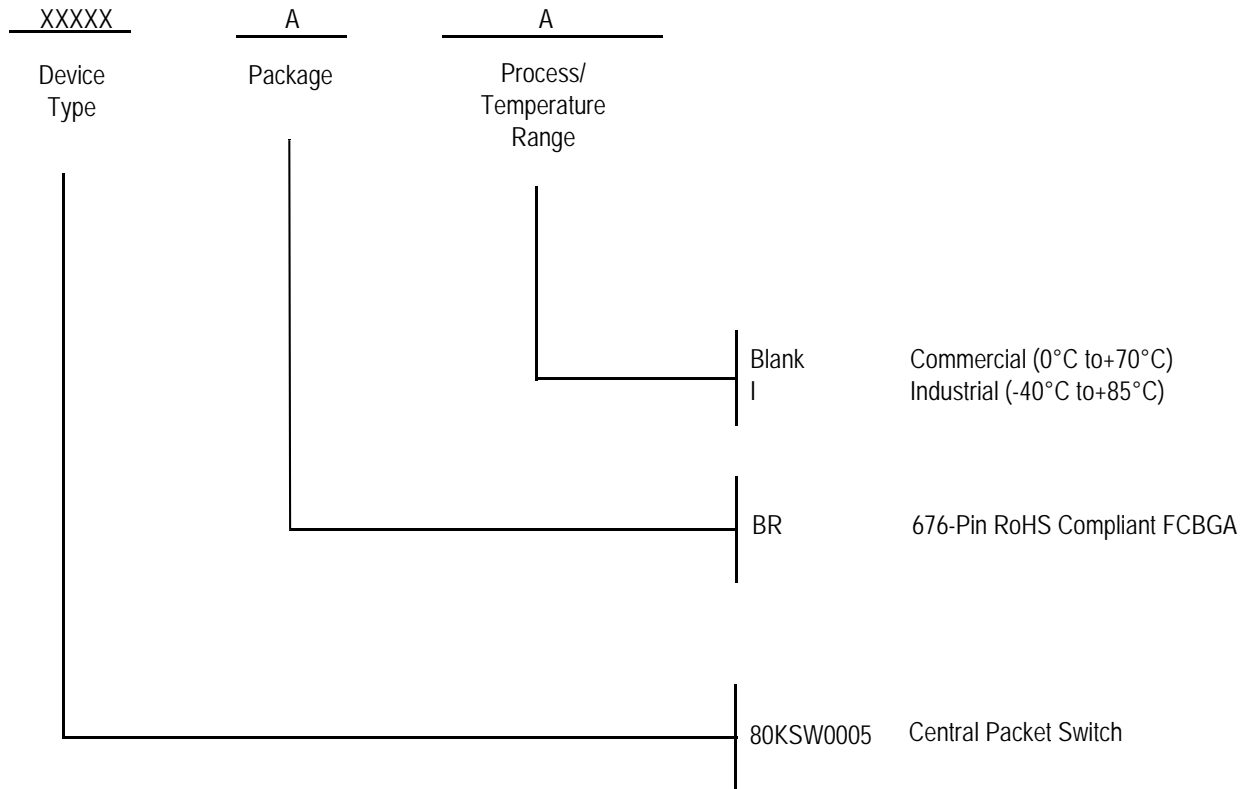 XXXXX A A
Device
Type
Package
Process/
Temperature
Range
Blank Commercial (0°C to+70°C)
I Industrial (-40°C to+85°C)
BR 676-Pin RoHS Compliant FCBGA
80KSW0005 Central Packet Switch